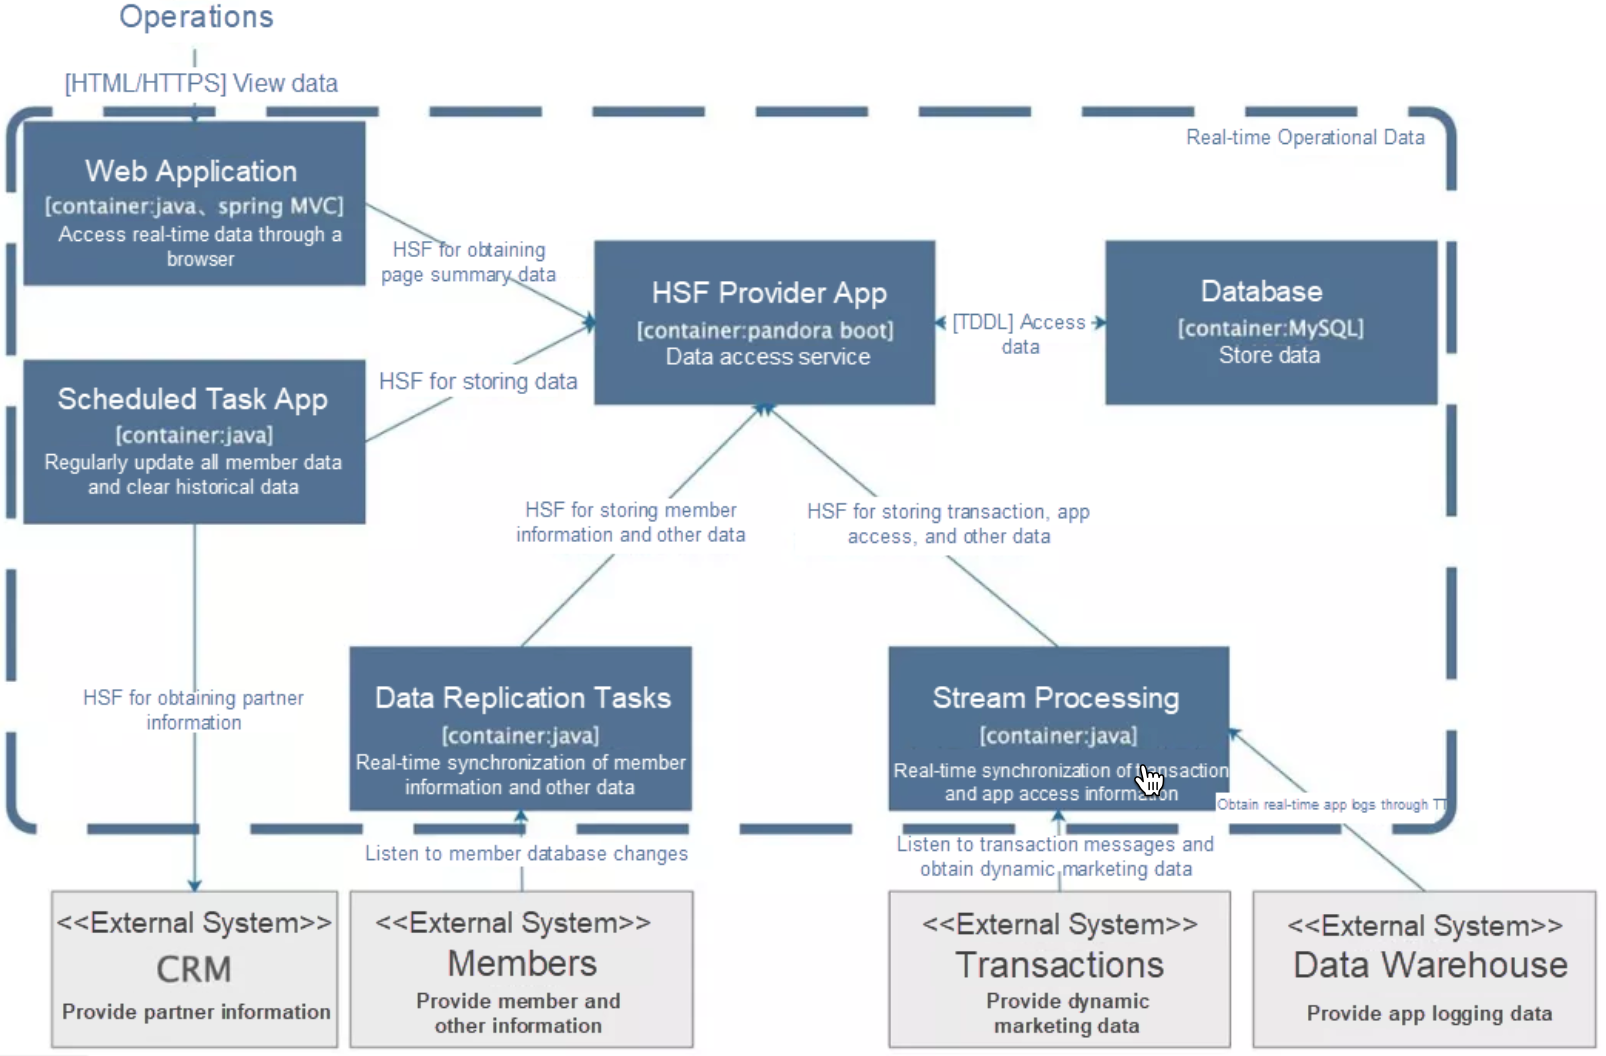 Operations
[HTML/HTTPS] View data
Real-time Operational Data
Web Application
[container:java、spring MVC]
Access real-time data through a
browser
HSF for obtaining
page summary data
HSF Provider App
[container:pandora boot]
Data access service
[TDDL] Access
data
Database
[container:MySQL]
Store data
Scheduled Task App
[container:java]
Regularly update all member data
and clear historical data
HSF for storing data
HSF for storing member
information and other data
HSF for storing transaction, app
access, and other data
HSF for obtaining partner
information
Data Replication Tasks
[container:java]
Real-time synchronization of member
information and other data
Stream Processing
[container:java]
Real-time synchronization of transaction
and app access information
Obtain real-time app logs through TT
Listen to member database changes
Listen to transaction messages and
obtain dynamic marketing data
<<External System>>
CRM
Provide partner information
<<External System>>
Members
Provide member and
other information
<<External System>>
Transactions
Provide dynamic
marketing data
<<External System>>
Data Warehouse
Provide app logging data